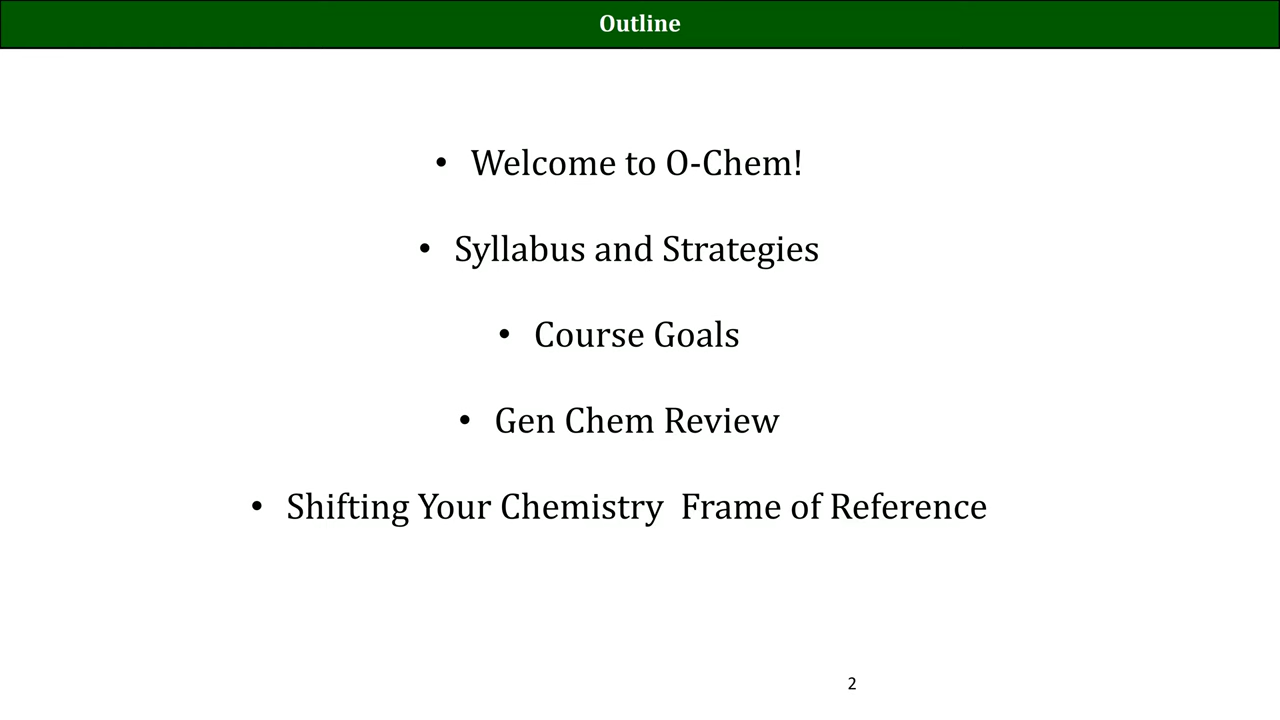 Outline
• Welcome to O-Chem!
• Syllabus and Strategies
• Course Goals
• Gen Chem Review
• Shifting Your Chemistry  Frame of Reference
2